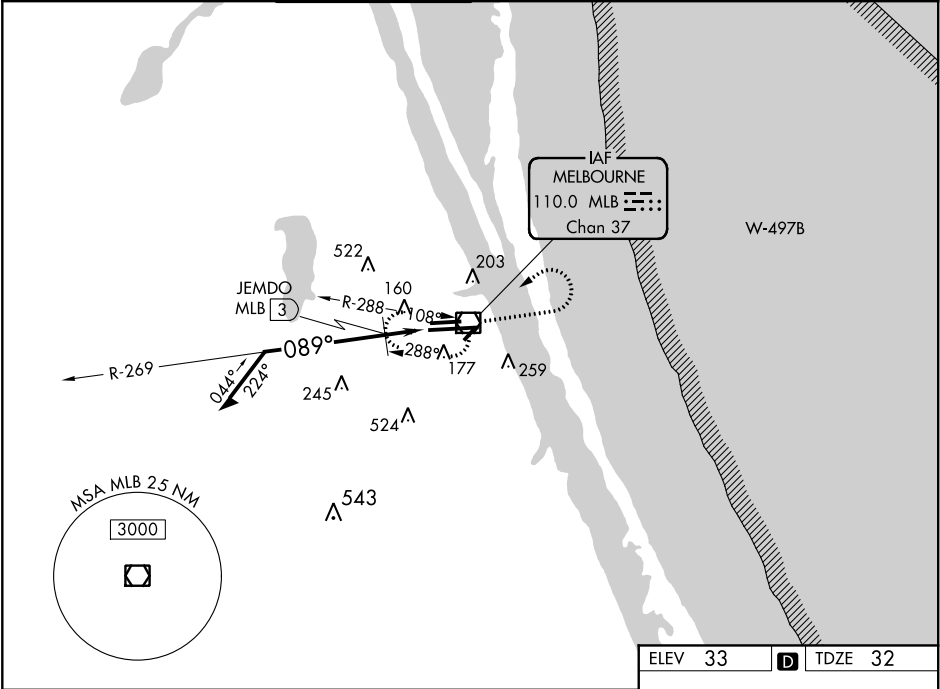 IAF
MELBOURNE
110.0 MLB
Chan 37
W-497B
522
203
JEMDO
MLB 3
160
R-288
108°
089°
288°
R-269
044°
224°
177
259
245
524
543
MSA MLB 25 NM
3000
ELEV 33 D TDZE 32